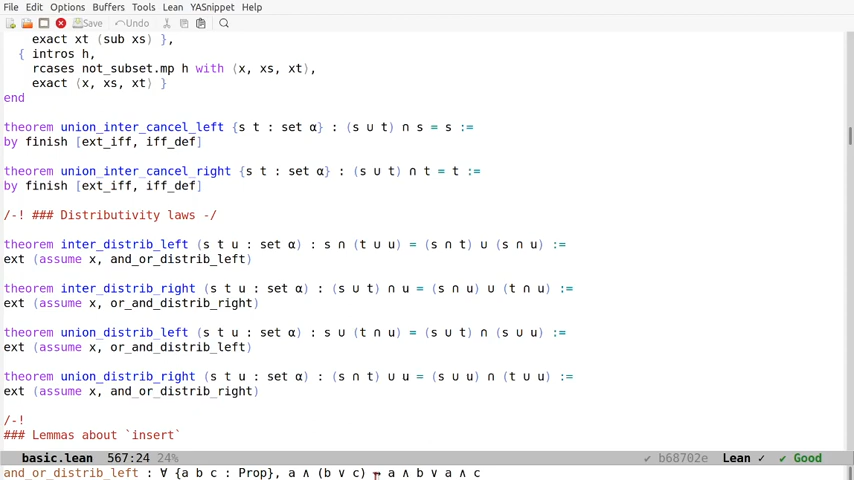 File Edit Options Buffers Tools Lean YASnippet Help
Save Undo
exact xt (sub xs) },
{ intros h,
rcases not_subset.mp h with ⟨x, xs, xt⟩,
exact ⟨x, xs, xt⟩ }
end
theorem union_inter_cancel_left {s t : set α} : (s ∪ t) ∩ s = s :=
by finish [ext_iff, iff_def]
theorem union_inter_cancel_right {s t : set α} : (s ∪ t) ∩ t = t :=
by finish [ext_iff, iff_def]
/-! ### Distributivity laws -/
theorem inter_distrib_left (s t u : set α) : s ∩ (t ∪ u) = (s ∩ t) ∪ (s ∩ u) :=
ext (assume x, and_or_distrib_left)
theorem inter_distrib_right (s t u : set α) : (s ∪ t) ∩ u = (s ∩ u) ∪ (t ∩ u) :=
ext (assume x, or_and_distrib_right)
theorem union_distrib_left (s t u : set α) : s ∪ (t ∩ u) = (s ∪ t) ∩ (s ∪ u) :=
ext (assume x, or_and_distrib_left)
theorem union_distrib_right (s t u : set α) : (s ∩ t) ∪ u = (s ∪ u) ∩ (t ∪ u) :=
ext (assume x, and_or_distrib_right)
/-!
### Lemmas about `insert`
basic.lean 567:24 24% ✓ b68702e Lean ✓ ✓ Good
and_or_distrib_left : ∀ {a b c : Prop}, a ∧ (b ∨ c) a ∧ b ∨ a ∧ c